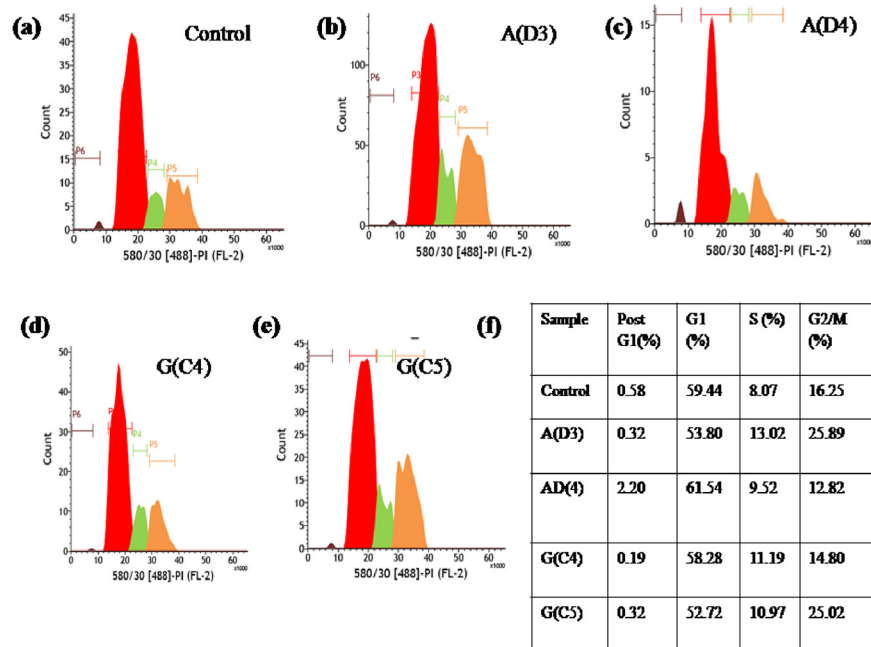 (a)
Control
45
40
35
30
25
20
15
10
5
0
Count
P6
P4
P5
0 10 20 30 40 50 60
x1000
580/30 [488]-PI (FL-2)
(b)
A(D3)
100
50
0
Count
P6
P3
P4
P5
0 10 20 30 40 50 60
x1000
580/30 [488]-PI (FL-2)
(c)
A(D4)
15
10
5
0
Count
0 10 20 30 40 50 60
x1000
580/30 [488]-PI (FL-2)
(d)
G(C4)
50
40
30
20
10
0
Count
P6
P4
P5
0 10 20 30 40 50 60
x1000
580/30 [488]-PI (FL-2)
(e)
G(C5)
45
40
35
30
25
20
15
10
5
0
Count
0 10 20 30 40 50 60
x1000
580/30 [488]-PI (FL-2)
(f)
Sample Post G1 S (%) G2/M
G1(%) (%) (%)
Control 0.58 59.44 8.07 16.25
A(D3) 0.32 53.80 13.02 25.89
AD(4) 2.20 61.54 9.52 12.82
G(C4) 0.19 58.28 11.19 14.80
G(C5) 0.32 52.72 10.97 25.02